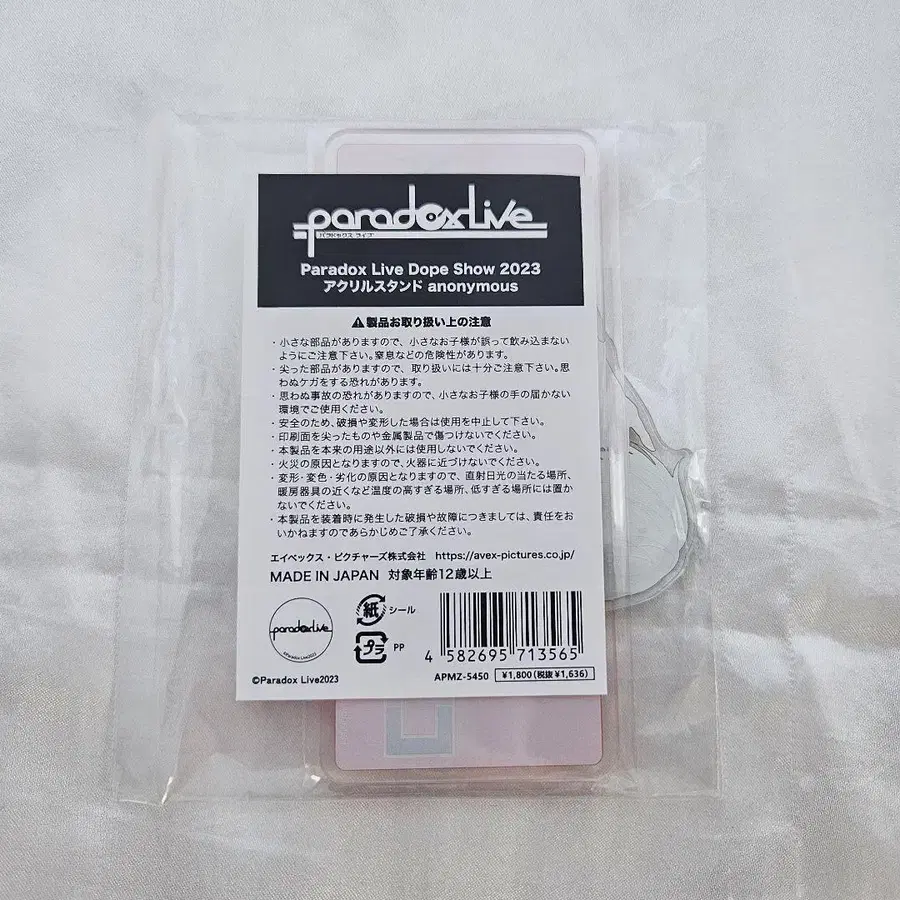 paradox Live
パラドックス ライブ
Paradox Live Dope Show 2023
アクリルスタンド anonymous
⚠製品お取り扱い上の注意
・小さな部品がありますので、小さなお子様が誤って飲み込まない
ようにご注意下さい。窒息などの危険性があります。
・尖った部品がありますので、取り扱いには十分ご注意下さい。思
わぬケガをする恐れがあります。
・思わぬ事故の恐れがありますので、小さなお子様の手の届かない
環境でご使用ください。
・安全のため、破損や変形した場合は使用を中止して下さい。
・印刷面を尖ったものや金属製品で傷つけないでください。
・本製品を本来の用途以外には使用しないでください。
・火災の原因となりますので、火器に近づけないでください。
・変形・変色・劣化の原因となりますので、直射日光の当たる場所、
暖房器具の近くなど温度の高すぎる場所、低すぎる場所には置か
ないでください。
・本製品を装着時に発生した破損や故障につきましては、責任をお
いかねますのであらかじめご了承ください。
エイベックス・ピクチャーズ株式会社 https://avex-pictures.co.jp/
MADE IN JAPAN 対象年齢12歳以上
paradox Live
©Paradox Live2023
紙 シール
プラ PP
4 582695 713565
©Paradox Live2023
APMZ-5450 ¥1,800(税抜¥1,636)